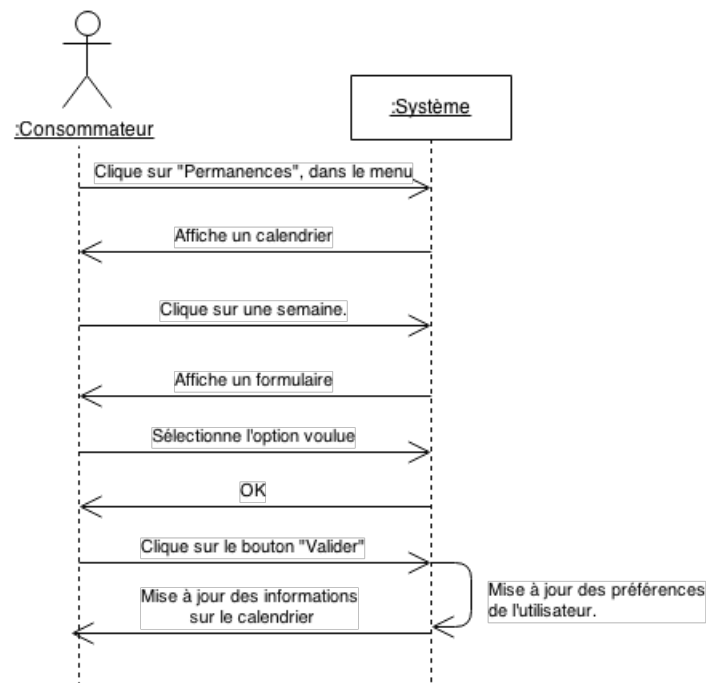 :Consommateur
:Système
Clique sur "Permanences", dans le menu
Affiche un calendrier
Clique sur une semaine.
Affiche un formulaire
Sélectionne l'option voulue
OK
Clique sur le bouton "Valider"
Mise à jour des préférences
de l'utilisateur.
Mise à jour des informations
sur le calendrier